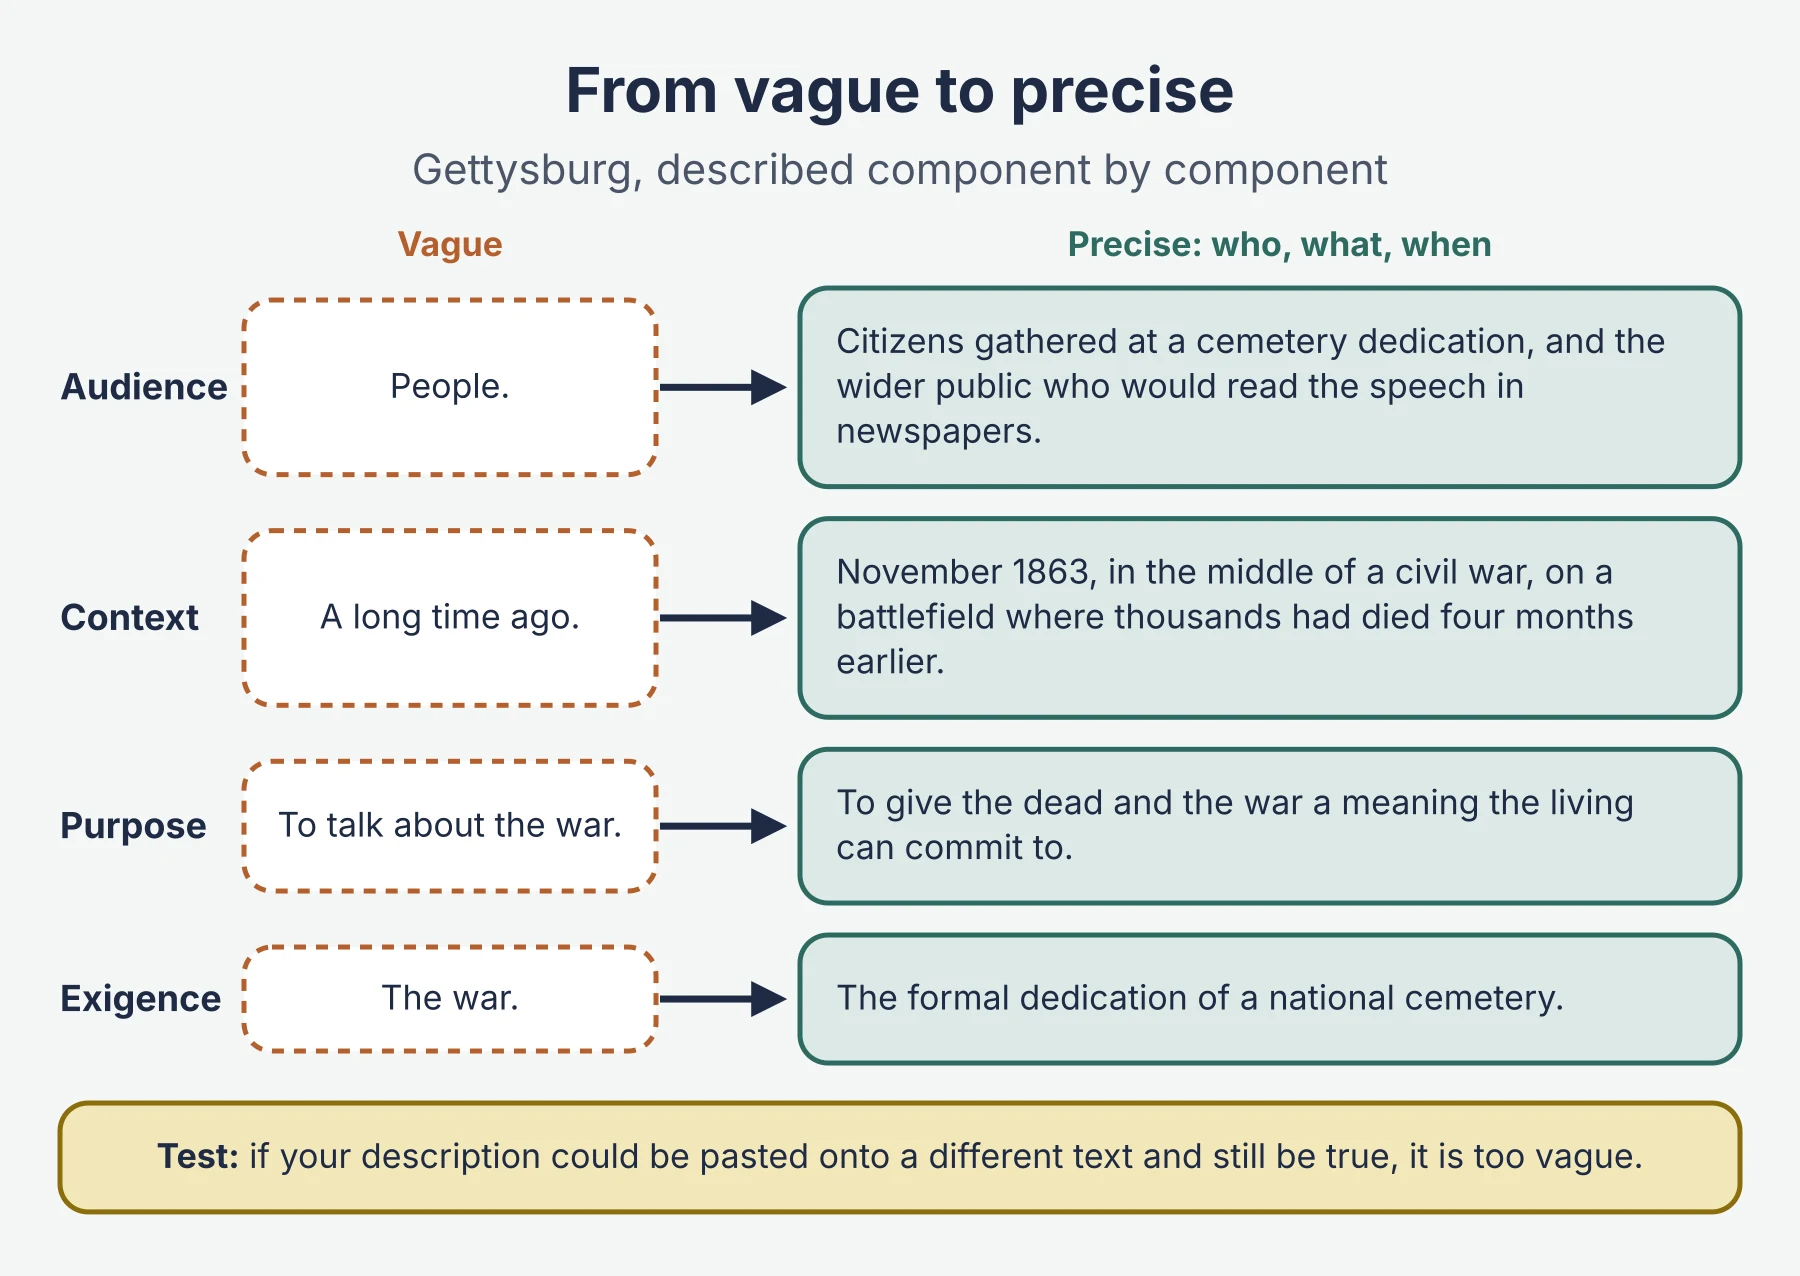 From vague to precise
Gettysburg, described component by component
Vague
Precise: who, what, when
Audience
People.
Citizens gathered at a cemetery dedication, and the
wider public who would read the speech in
newspapers.
Context
A long time ago.
November 1863, in the middle of a civil war, on a
battlefield where thousands had died four months
earlier.
Purpose
To talk about the war.
To give the dead and the war a meaning the living
can commit to.
Exigence
The war.
The formal dedication of a national cemetery.
Test: if your description could be pasted onto a different text and still be true, it is too vague.